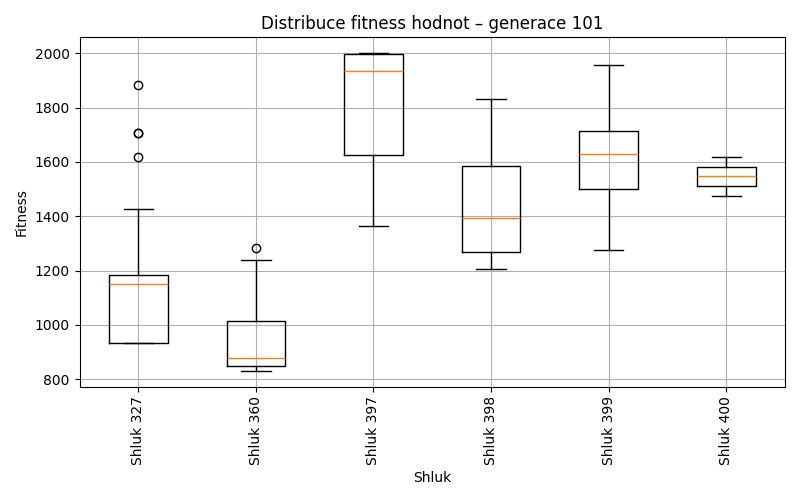 Distribuce fitness hodnot – generace 101
Fitness
2000
1800
1600
1400
1200
1000
800
Shluk 327
Shluk 360
Shluk 397
Shluk 398
Shluk 399
Shluk 400
Shluk